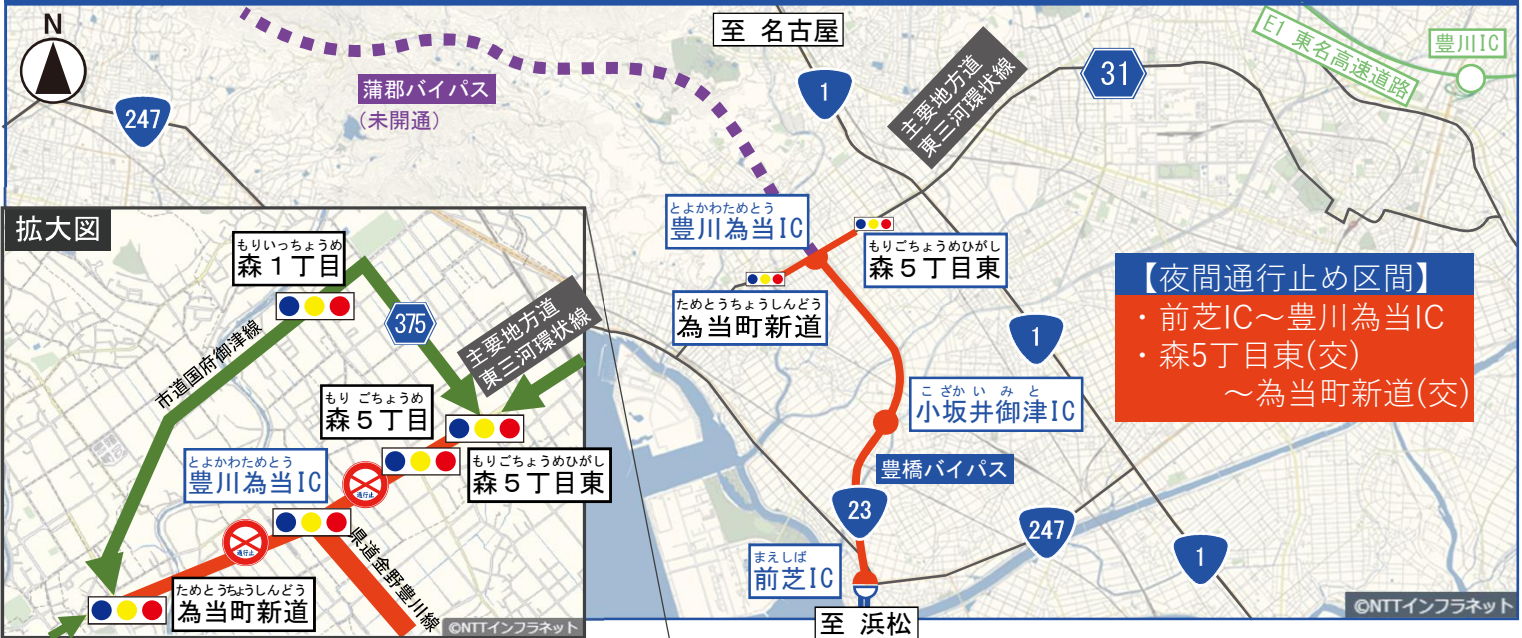 N
至 名古屋
E1 東名高速道路
豊川IC
蒲郡バイパス
(未開通)
247
1
主要地方道
東三河環状線
31
とよかわためとう
豊川為当IC
もりごちょうめひがし
森５丁目東
ためとうちょうしんどう
為当町新道
【夜間通行止め区間】
・前芝IC～豊川為当IC
・森5丁目東(交)
～為当町新道(交)
1
こざかいみと
小坂井御津IC
豊橋バイパス
23
247
1
まえしば
前芝IC
至 浜松
©NTTインフラネット
拡大図
もりいっちょうめ
森１丁目
375
市道国府御津線
主要地方道
東三河環状線
もり ごちょうめ
森５丁目
もりごちょうめひがし
森５丁目東
とよかわためとう
豊川為当IC
通行止
通行止
県道金野豊川線
ためとうちょうしんどう
為当町新道
©NTTインフラネット